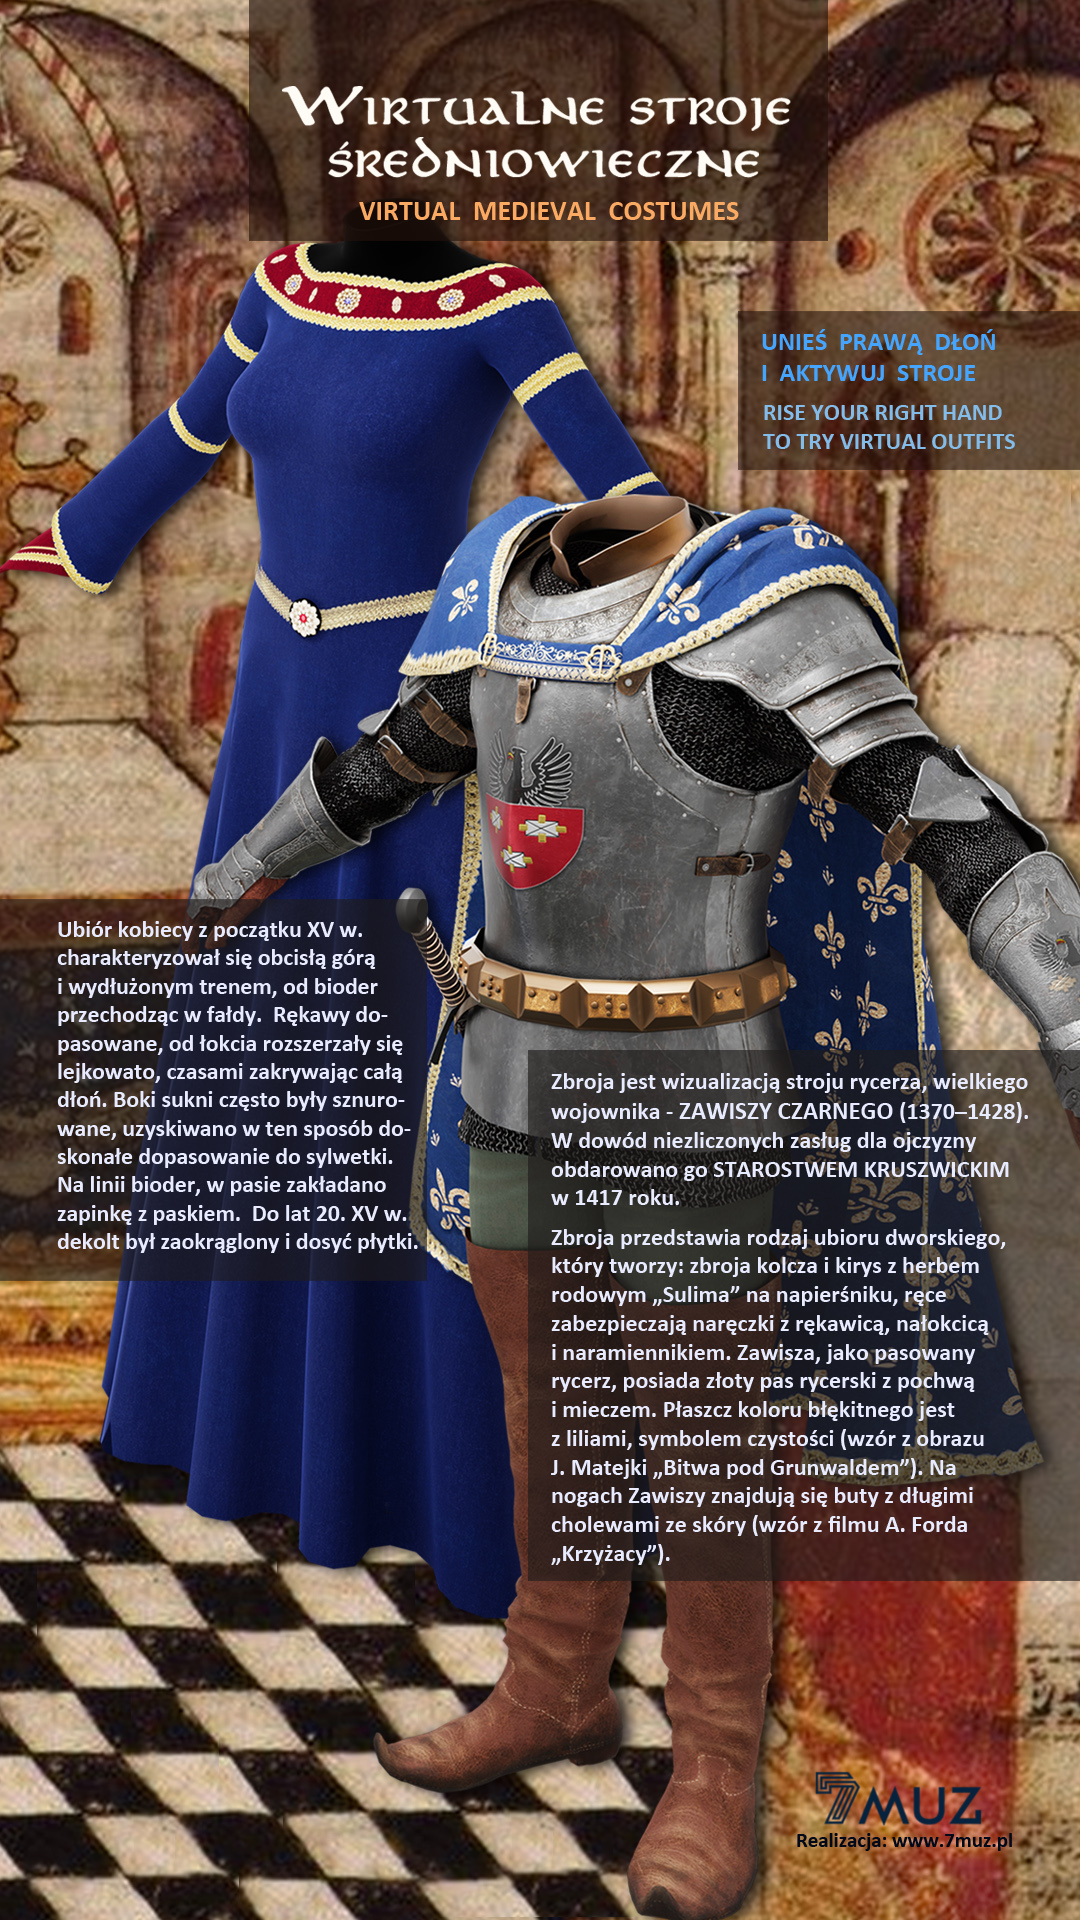 Wirtualne stroje
średniowieczne
VIRTUAL MEDIEVAL COSTUMES
UNIEŚ PRAWĄ DŁOŃ
I AKTYWUJ STROJE
RISE YOUR RIGHT HAND
TO TRY VIRTUAL OUTFITS
Ubiór kobiecy z początku XV w.
charakteryzował się obcisłą górą
i wydłużonym trenem, od bioder
przechodząc w fałdy. Rękawy do-
pasowane, od łokcia rozszerzały się
lejkowato, czasami zakrywając całą
dłoń. Boki sukni często były sznuro-
wane, uzyskiwano w ten sposób do-
skonałe dopasowanie do sylwetki.
Na linii bioder, w pasie zakładano
zapinkę z paskiem. Do lat 20. XV w.
dekolt był zaokrąglony i dosyć płytki.
Zbroja jest wizualizacją stroju rycerza, wielkiego
wojownika - ZAWISZY CZARNEGO (1370–1428).
W dowód niezliczonych zasług dla ojczyzny
obdarowano go STAROSTWEM KRUSZWICKIM
w 1417 roku.
Zbroja przedstawia rodzaj ubioru dworskiego,
który tworzy: zbroja kolcza i kirys z herbem
rodowym „Sulima” na napierśniku, ręce
zabezpieczają naręczki z rękawicą, nałokcicą
i naramiennikiem. Zawisza, jako pasowany
rycerz, posiada złoty pas rycerski z pochwą
i mieczem. Płaszcz koloru błękitnego jest
z liliami, symbolem czystości (wzór z obrazu
J. Matejki „Bitwa pod Grunwaldem”). Na
nogach Zawiszy znajdują się buty z długimi
cholewami ze skóry (wzór z filmu A. Forda
„Krzyżacy”).
7MUZ
Realizacja: www.7muz.pl